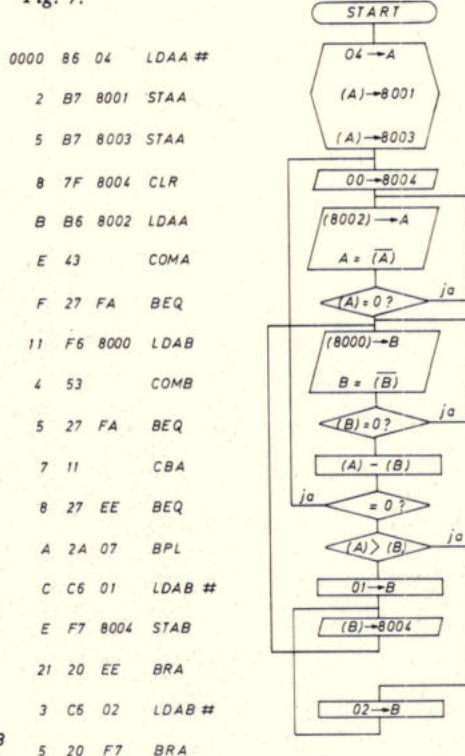 Fig. 7.
0000 86 04 LDAA #
2 B7 8001 STAA
5 B7 8003 STAA
8 7F 8004 CLR
B B6 8002 LDAA
E 43 COMA
F 27 FA BEQ
11 F6 8000 LDAB
4 53 COMB
5 27 FA BEQ
7 11 CBA
8 27 EE BEQ
A 2A 07 BPL
C C6 01 LDAB #
E F7 8004 STAB
21 20 EE BRA
3 C6 02 LDAB #
5 20 F7 BRA
START
04→A
(A)→8001
(A)→8003
00→8004
(8002)→A
A = (A̅)
(A)=0? ja
(8000)→B
B = (B̅)
(B)=0? ja
(A) − (B)
ja = 0?
(A) > (B) ja
01→B
(B)→8004
02→B